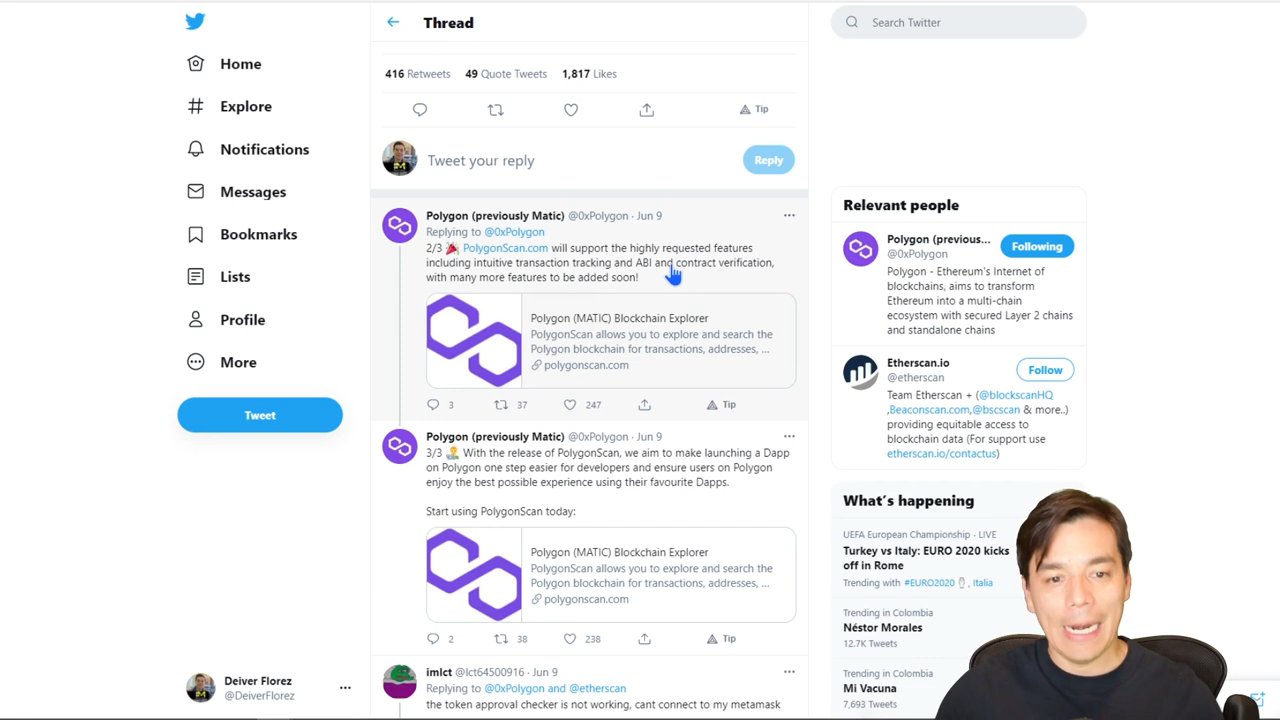 Home
Explore
Notifications
Messages
Bookmarks
Lists
Profile
More
Tweet
Deiver Florez
@DeiverFlorez
Thread
416 Retweets 49 Quote Tweets 1,817 Likes
Tip
Tweet your reply
Reply
Polygon (previously Matic) @0xPolygon · Jun 9
Replying to @0xPolygon
2/3 🎉 PolygonScan.com will support the highly requested features
including intuitive transaction tracking and ABI and contract verification,
with many more features to be added soon!
Polygon (MATIC) Blockchain Explorer
PolygonScan allows you to explore and search the
Polygon blockchain for transactions, addresses, ...
polygonscan.com
3 37 247 Tip
Polygon (previously Matic) @0xPolygon · Jun 9
3/3 With the release of PolygonScan, we aim to make launching a Dapp
on Polygon one step easier for developers and ensure users on Polygon
enjoy the best possible experience using their favourite Dapps.
Start using PolygonScan today:
Polygon (MATIC) Blockchain Explorer
PolygonScan allows you to explore and search the
Polygon blockchain for transactions, addresses, ...
polygonscan.com
2 38 238 Tip
imlct @lct64500916 · Jun 9
Replying to @0xPolygon and @etherscan
the token approval checker is not working, cant connect to my metamask
Search Twitter
Relevant people
Polygon (previous...
@0xPolygon
Following
Polygon - Ethereum's Internet of
blockchains, aims to transform
Ethereum into a multi-chain
ecosystem with secured Layer 2 chains
and standalone chains
Etherscan.io
@etherscan
Follow
Team Etherscan + (@blockscanHQ
,Beaconscan.com,@bscscan & more..)
providing equitable access to
blockchain data (For support use
etherscan.io/contactus)
What's happening
UEFA European Championship · LIVE
Turkey vs Italy: EURO 2020 kicks
off in Rome
Trending with #EURO2020, Italia
Trending in Colombia
Néstor Morales
12.7K Tweets
Trending in Colombia
Mi Vacuna
7,693 Tweets